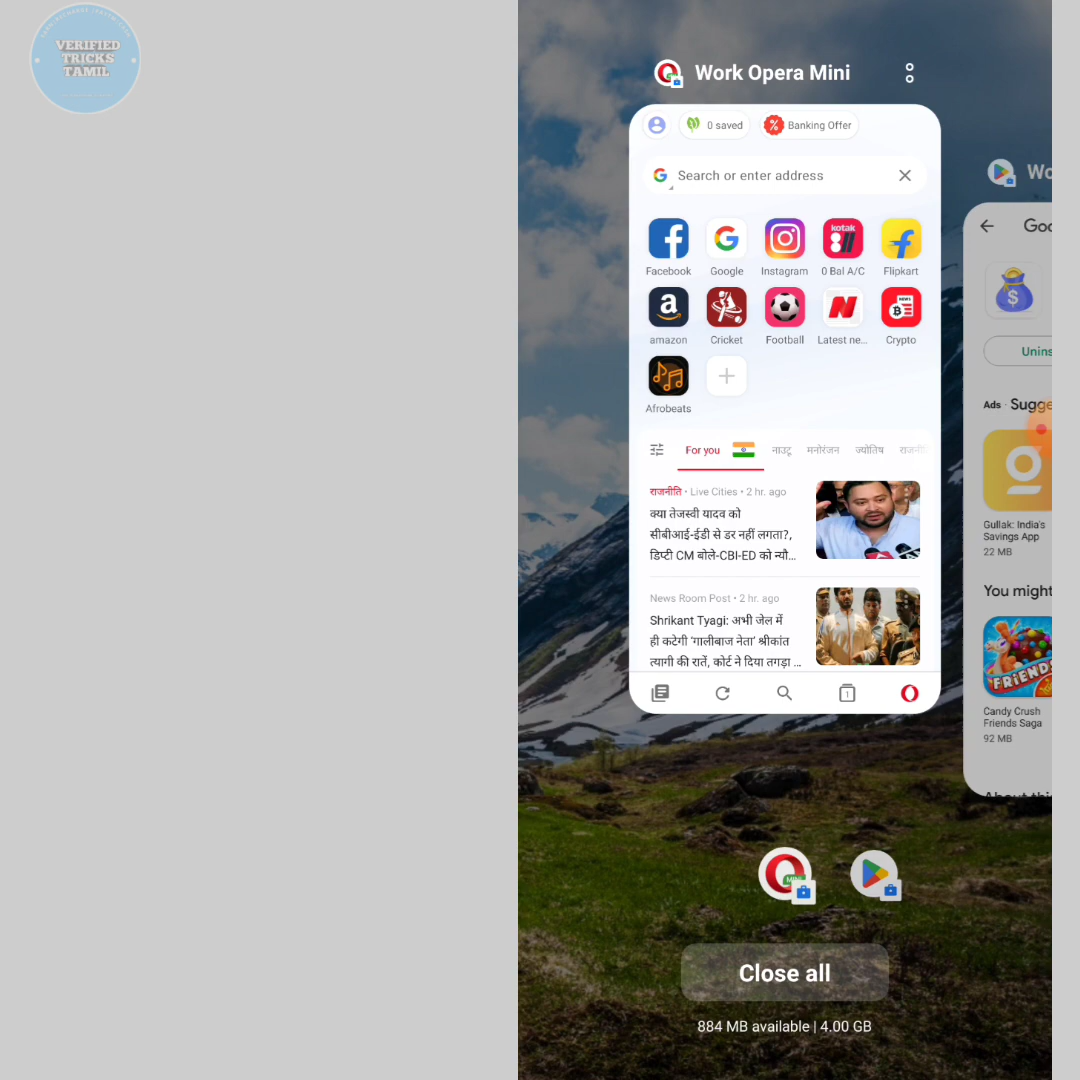 VERIFIED
TRICKS
TAMIL
Work Opera Mini
0 saved
Banking Offer
Search or enter address
kotak
Facebook
Google
Instagram
0 Bal A/C
Flipkart
amazon
Cricket
Football
Latest ne...
Crypto
Afrobeats
For you
नाउटू
मनोरंजन
ज्योतिष
राजनीति • Live Cities • 2 hr. ago
क्या तेजस्वी यादव को
सीबीआई-ईडी से डर नहीं लगता?,
डिप्टी CM बोले-CBI-ED को न्यौ...
News Room Post • 2 hr. ago
Shrikant Tyagi: अभी जेल में
ही कटेगी 'गालीबाज नेता' श्रीकांत
त्यागी की रातें, कोर्ट ने दिया तगड़ा ...
1
Wo
Goo
Unins
Ads · Sugge
Gullak: India's
Savings App
22 MB
You might
FRIENDS
Candy Crush
Friends Saga
92 MB
MINI
Close all
884 MB available | 4.00 GB